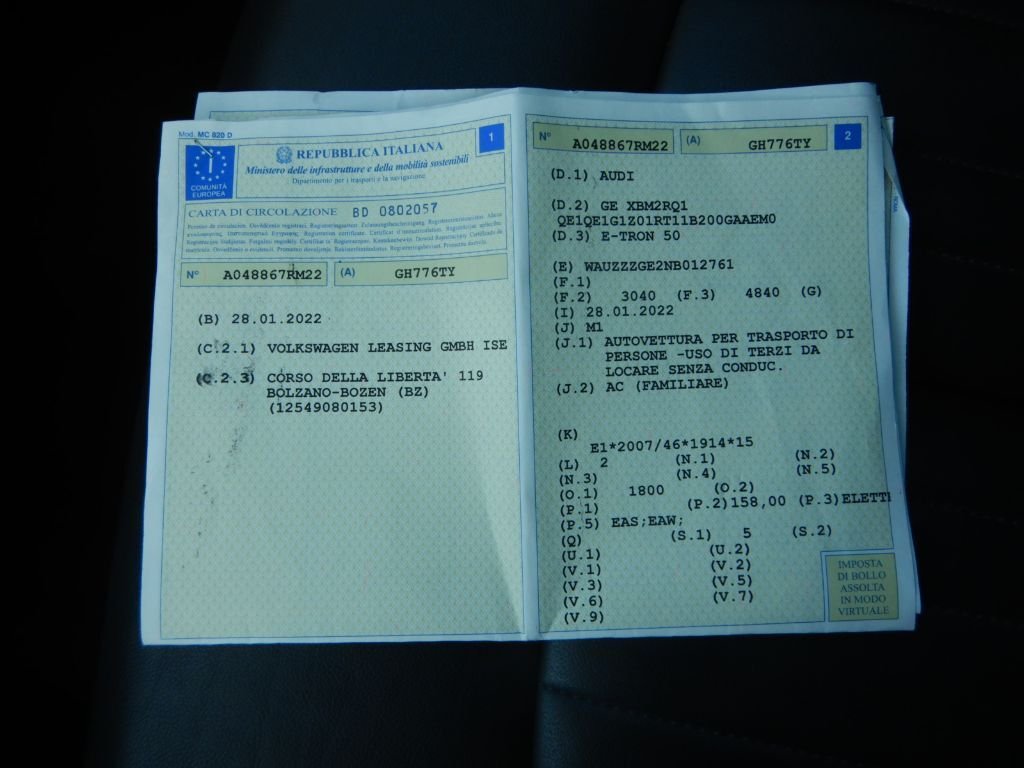 Mod. MC 820 D
1
REPUBBLICA ITALIANA
Ministero delle infrastrutture e della mobilità sostenibili
Dipartimento per i trasporti e la navigazione
COMUNITÀ
EUROPEA
CARTA DI CIRCOLAZIONE BD 0802057
N° A048867RM22 (A) GH776TY
(B) 28.01.2022
(C.2.1) VOLKSWAGEN LEASING GMBH ISE
(C.2.3) CORSO DELLA LIBERTA' 119
BOLZANO-BOZEN (BZ)
(12549080153)
N° A048867RM22 (A) GH776TY
2
(D.1) AUDI
(D.2) GE XBM2RQ1
QE1QE1G1Z01RT11B200GAAEM0
(D.3) E-TRON 50
(E) WAUZZZGE2NB012761
(F.1)
(F.2) 3040 (F.3) 4840 (G)
(I) 28.01.2022
(J) M1
(J.1) AUTOVETTURA PER TRASPORTO DI
PERSONE -USO DI TERZI DA
LOCARE SENZA CONDUC.
(J.2) AC (FAMILIARE)
(K)
E1*2007/46*1914*15
(L) 2 (N.1) (N.2)
(N.3) (N.4) (N.5)
(O.1) 1800 (O.2)
(P.1) (P.2)158,00 (P.3)ELETT
(P.5) EAS;EAW;
(Q) (S.1) 5 (S.2)
(U.1) (U.2)
(V.1) (V.2)
(V.3) (V.5)
(V.6) (V.7)
(V.9)
IMPOSTA
DI BOLLO
ASSOLTA
IN MODO
VIRTUALE